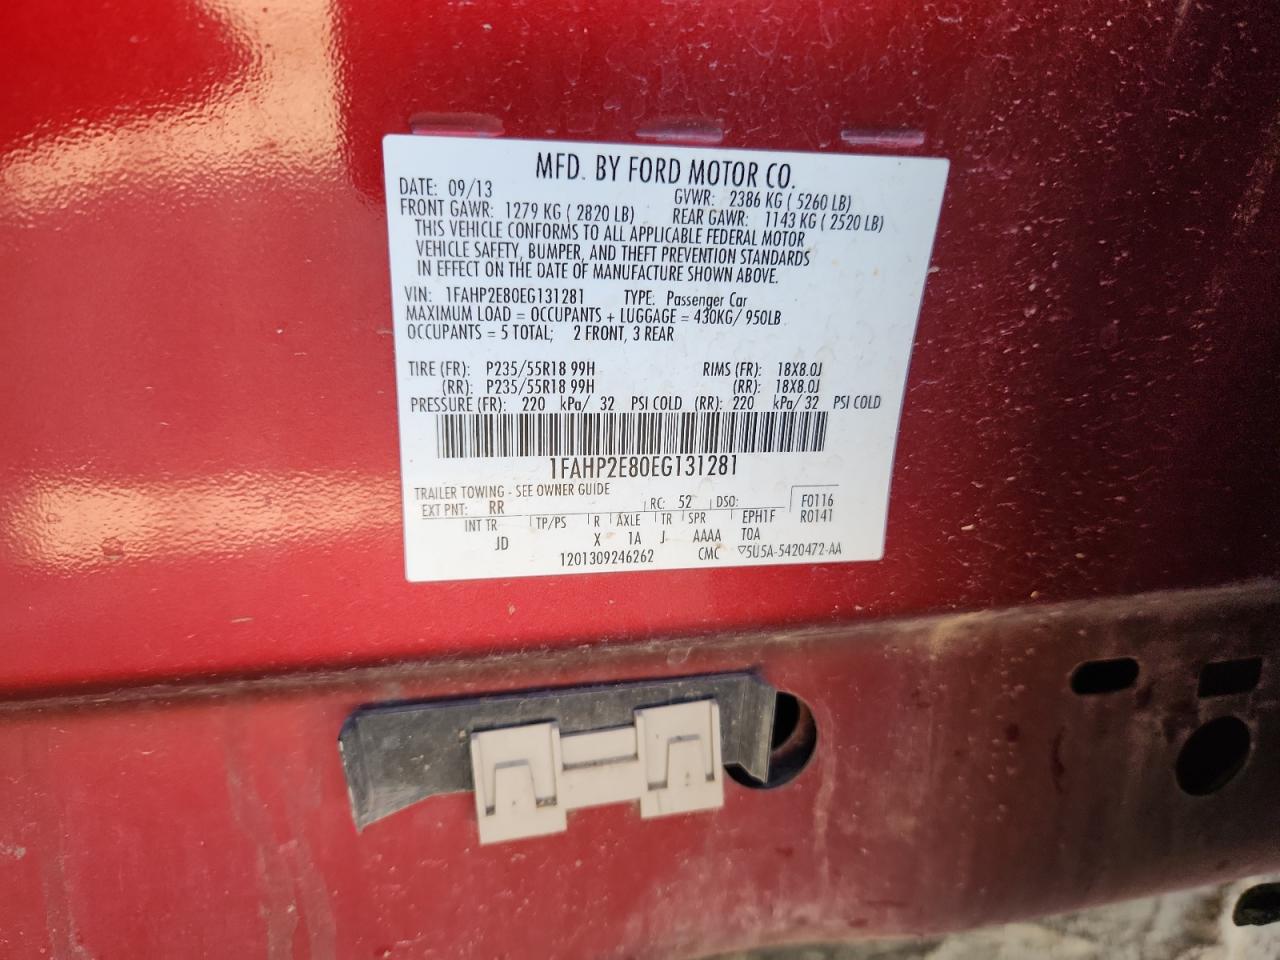 MFD. BY FORD MOTOR CO.
DATE: 09/13 GVWR: 2386 KG ( 5260 LB)
FRONT GAWR: 1279 KG ( 2820 LB) REAR GAWR: 1143 KG ( 2520 LB)
THIS VEHICLE CONFORMS TO ALL APPLICABLE FEDERAL MOTOR
VEHICLE SAFETY, BUMPER, AND THEFT PREVENTION STANDARDS
IN EFFECT ON THE DATE OF MANUFACTURE SHOWN ABOVE.
VIN: 1FAHP2E80EG131281 TYPE: Passenger Car
MAXIMUM LOAD = OCCUPANTS + LUGGAGE = 430KG/ 950LB
OCCUPANTS = 5 TOTAL; 2 FRONT, 3 REAR
TIRE (FR): P235/55R18 99H RIMS (FR): 18X8.0J
(RR): P235/55R18 99H (RR): 18X8.0J
PRESSURE (FR): 220 kPa/ 32 PSI COLD (RR): 220 kPa/ 32 PSI COLD
1FAHP2E80EG131281
TRAILER TOWING - SEE OWNER GUIDE
EXT PNT: RR RC: 52 DSO: F0116
INT TR TP/PS R AXLE TR SPR EPH1F R0141
JD X 1A J AAAA T0A
1201309246262 CMC ▽5U5A-5420472-AA